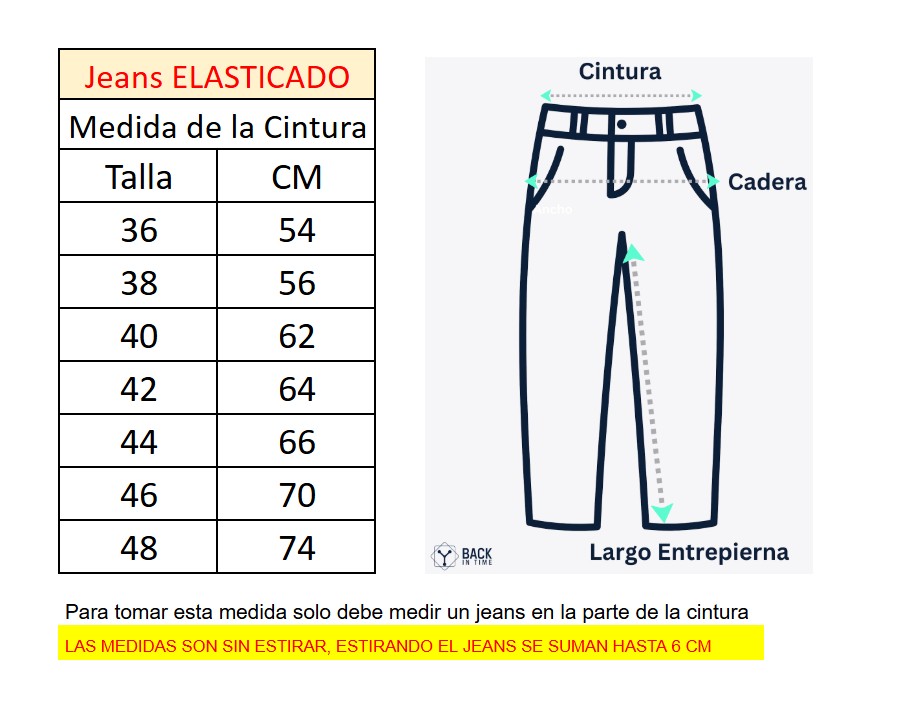 Jeans ELASTICADO
Medida de la Cintura
Talla CM
36 54
38 56
40 62
42 64
44 66
46 70
48 74
Cintura
Cadera
Ancho
Largo Entrepierna
BACK
IN TIME
Para tomar esta medida solo debe medir un jeans en la parte de la cintura
LAS MEDIDAS SON SIN ESTIRAR, ESTIRANDO EL JEANS SE SUMAN HASTA 6 CM